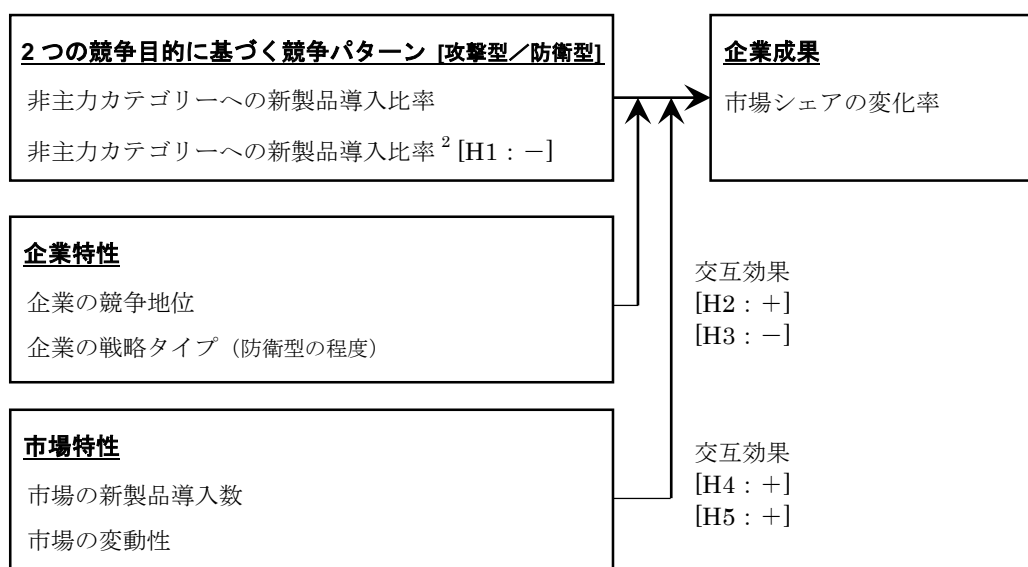 2 つの競争目的に基づく競争パターン [攻撃型／防衛型]
非主力カテゴリーへの新製品導入比率
非主力カテゴリーへの新製品導入比率² [H1：－]
企業成果
市場シェアの変化率
企業特性
企業の競争地位
企業の戦略タイプ（防衛型の程度）
交互効果
[H2：＋]
[H3：－]
市場特性
市場の新製品導入数
市場の変動性
交互効果
[H4：＋]
[H5：＋]